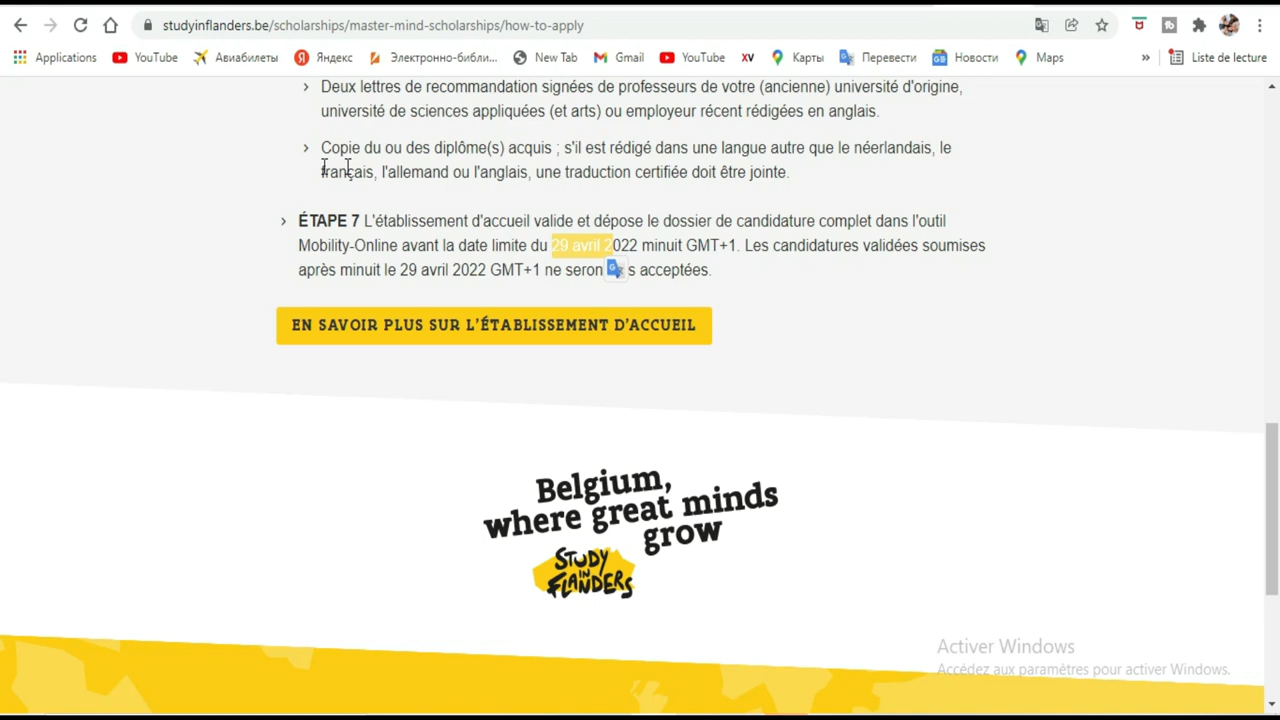 studyinflanders.be/scholarships/master-mind-scholarships/how-to-apply
Applications YouTube Авиабилеты Яндекс Электронно-библи... New Tab Gmail YouTube XV Карты Перевести Новости Maps » Liste de lecture
› Deux lettres de recommandation signées de professeurs de votre (ancienne) université d'origine,
université de sciences appliquées (et arts) ou employeur récent rédigées en anglais.
› Copie du ou des diplôme(s) acquis ; s'il est rédigé dans une langue autre que le néerlandais, le
français, l'allemand ou l'anglais, une traduction certifiée doit être jointe.
› ÉTAPE 7 L'établissement d'accueil valide et dépose le dossier de candidature complet dans l'outil
Mobility-Online avant la date limite du 29 avril 2022 minuit GMT+1. Les candidatures validées soumises
après minuit le 29 avril 2022 GMT+1 ne seron s acceptées.
EN SAVOIR PLUS SUR L'ÉTABLISSEMENT D'ACCUEIL
Belgium,
where great minds
grow
STUDY
IN
FLANDERS
Activer Windows
Accédez aux paramètres pour activer Windows.